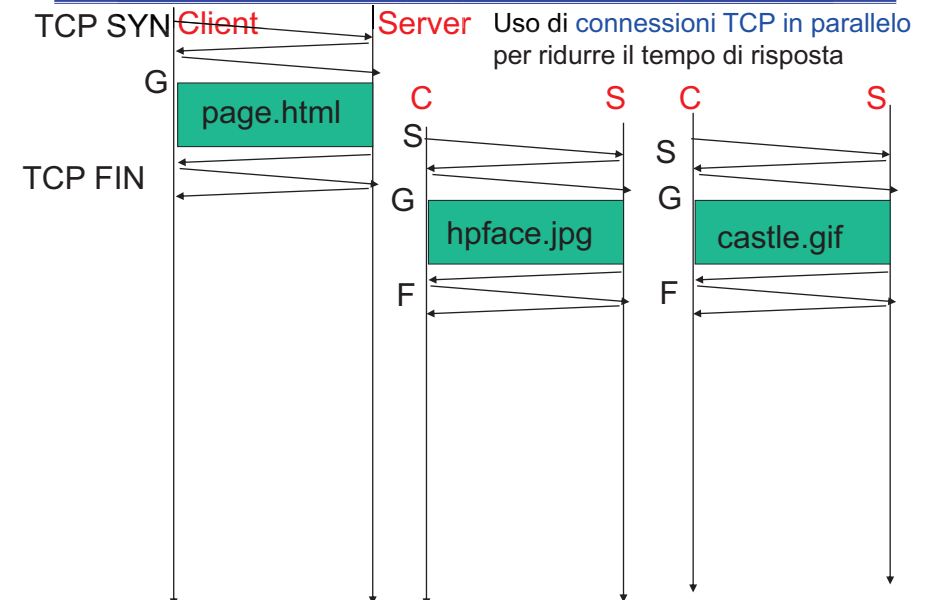 TCP SYN Client Server Uso di connessioni TCP in parallelo
per ridurre il tempo di risposta
G
page.html
TCP FIN
C S C S
S S
G G
hpface.jpg castle.gif
F F